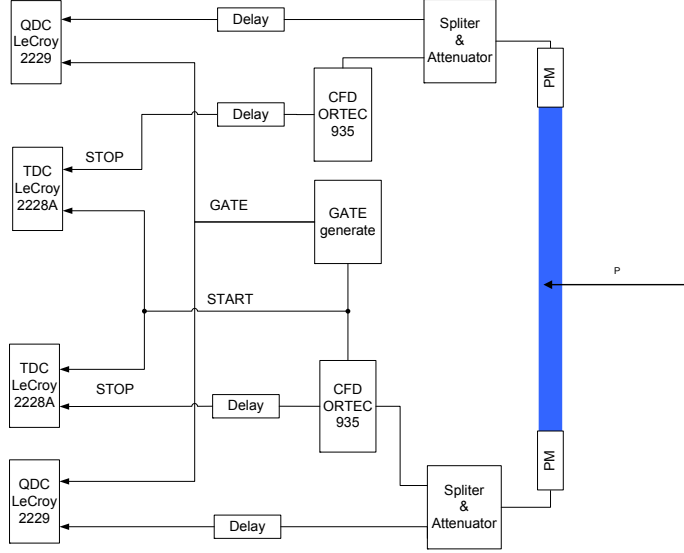 QDC
LeCroy
2229
Delay
Spliter
&
Attenuator
PM
CFD
ORTEC
935
Delay
STOP
TDC
LeCroy
2228A
GATE
GATE
generate
P
START
TDC
LeCroy
2228A
STOP
Delay
CFD
ORTEC
935
PM
QDC
LeCroy
2229
Delay
Spliter
&
Attenuator